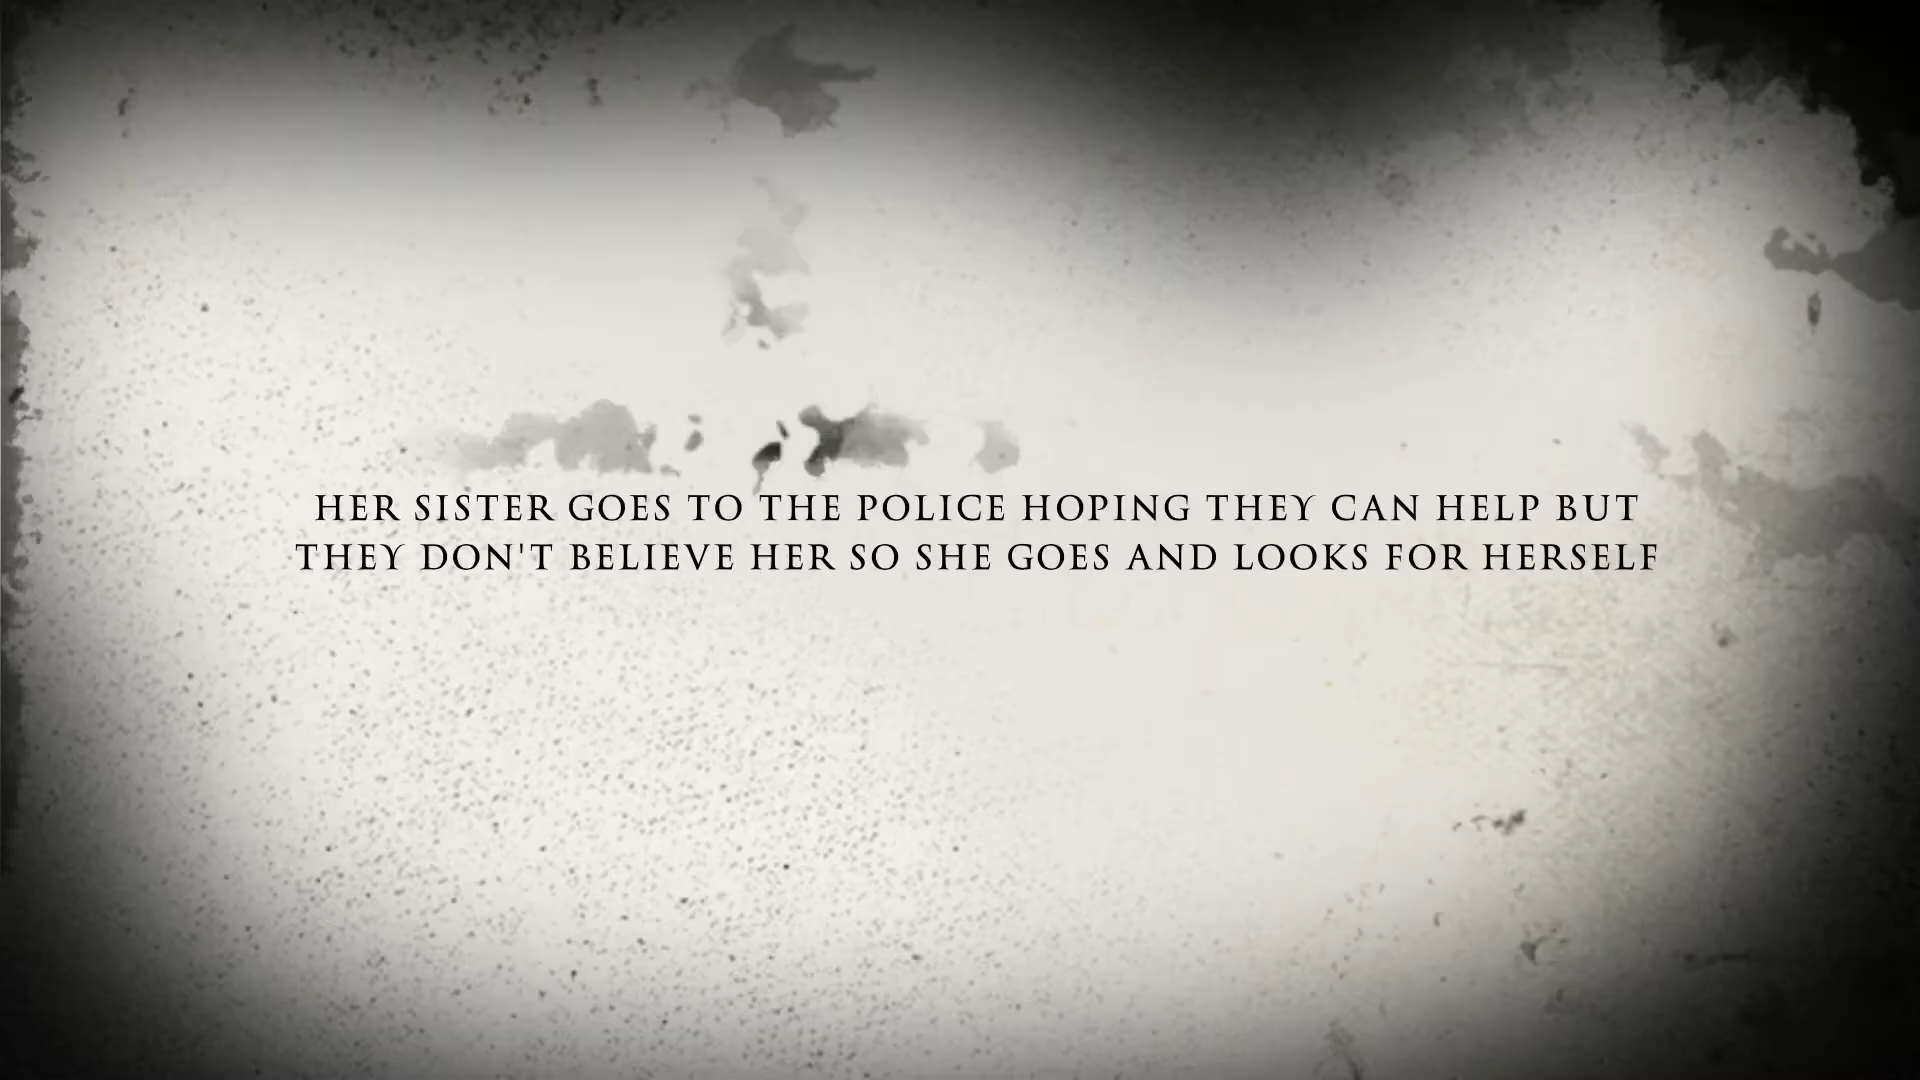 HER SISTER GOES TO THE POLICE HOPING THEY CAN HELP BUT
THEY DON'T BELIEVE HER SO SHE GOES AND LOOKS FOR HERSELF